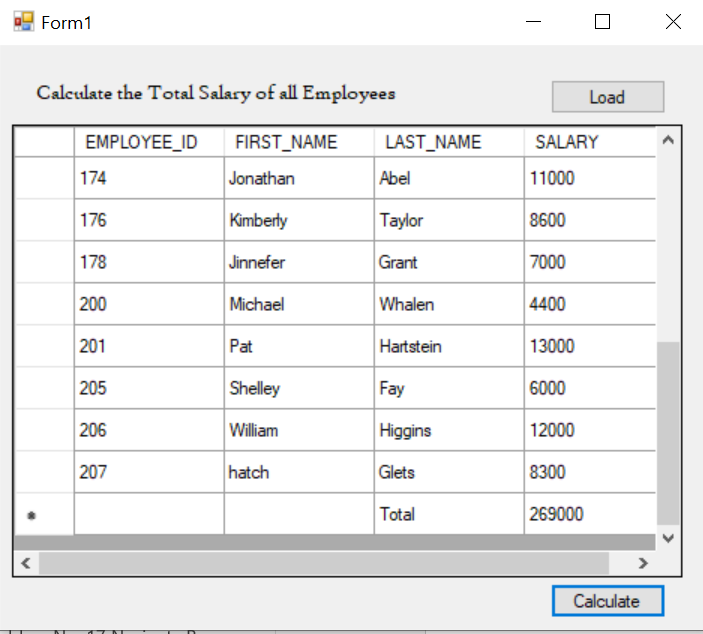 Form1
Calculate the Total Salary of all Employees
Load
EMPLOYEE_ID FIRST_NAME LAST_NAME SALARY
174 Jonathan Abel 11000
176 Kimberly Taylor 8600
178 Jinnefer Grant 7000
200 Michael Whalen 4400
201 Pat Hartstein 13000
205 Shelley Fay 6000
206 William Higgins 12000
207 hatch Glets 8300
Total 269000
Calculate